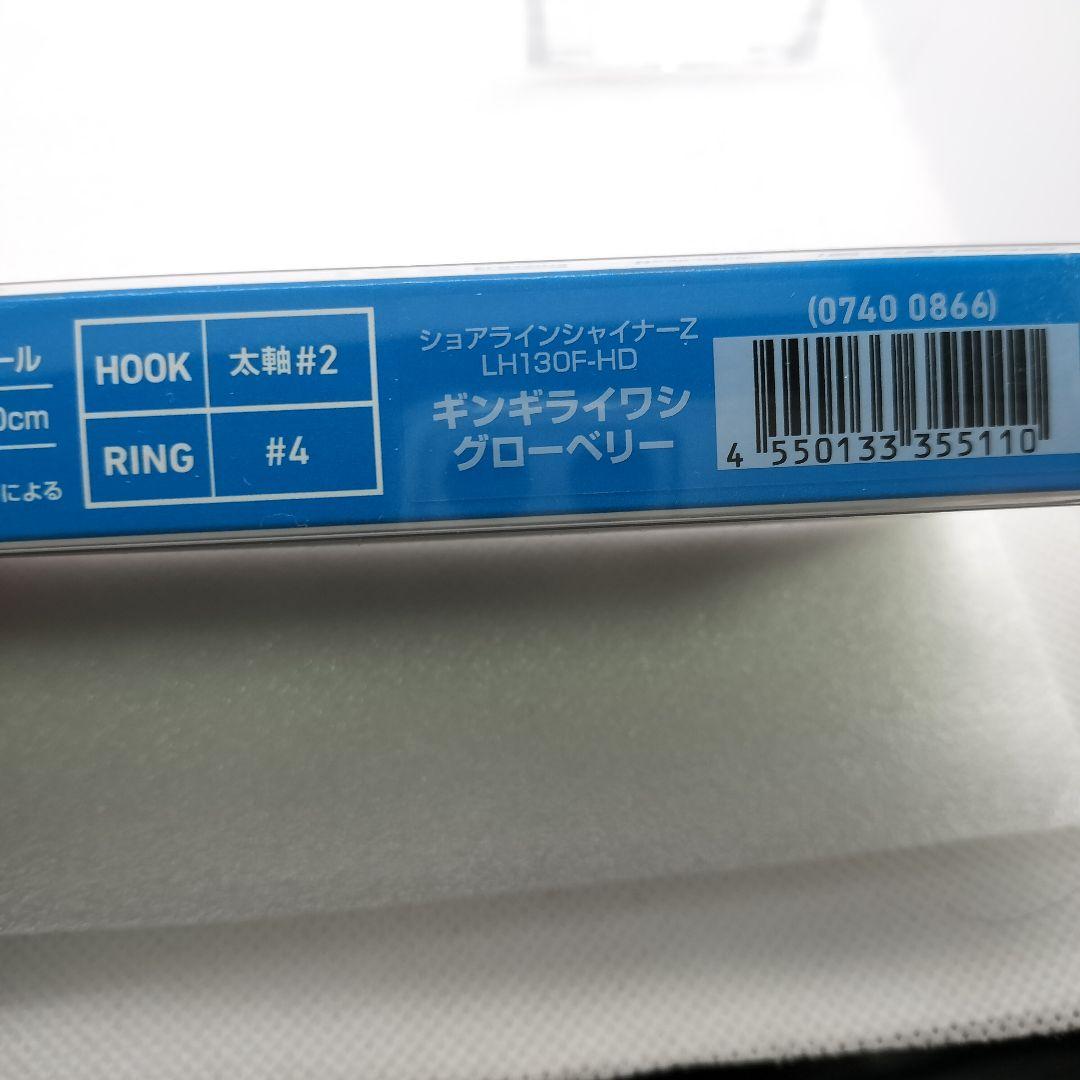 ール
0cm
による
HOOK 太軸#2
RING #4
ショアラインシャイナーZ
LH130F-HD
ギンギライワシ
グローベリー
(0740 0866)
4 550133 355110